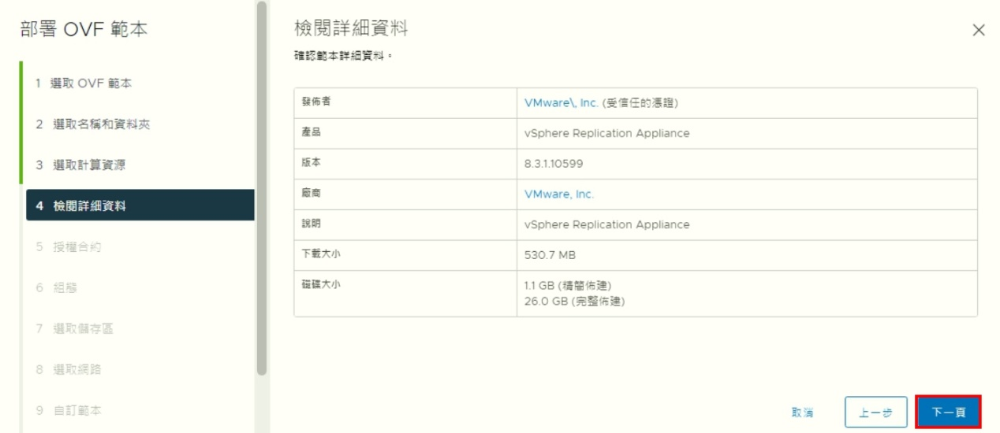 部署 OVF 範本
1 選取 OVF 範本
2 選取名稱和資料夾
3 選取計算資源
4 檢閱詳細資料
5 授權合約
6 組態
7 選取儲存區
8 選取網路
9 自訂範本
檢閱詳細資料
確認範本詳細資料。
發佈者 VMware\, Inc. (受信任的憑證)
產品 vSphere Replication Appliance
版本 8.3.1.10599
廠商 VMware, Inc.
說明 vSphere Replication Appliance
下載大小 530.7 MB
磁碟大小 1.1 GB (精簡佈建)
26.0 GB (完整佈建)
取消 上一步 下一頁